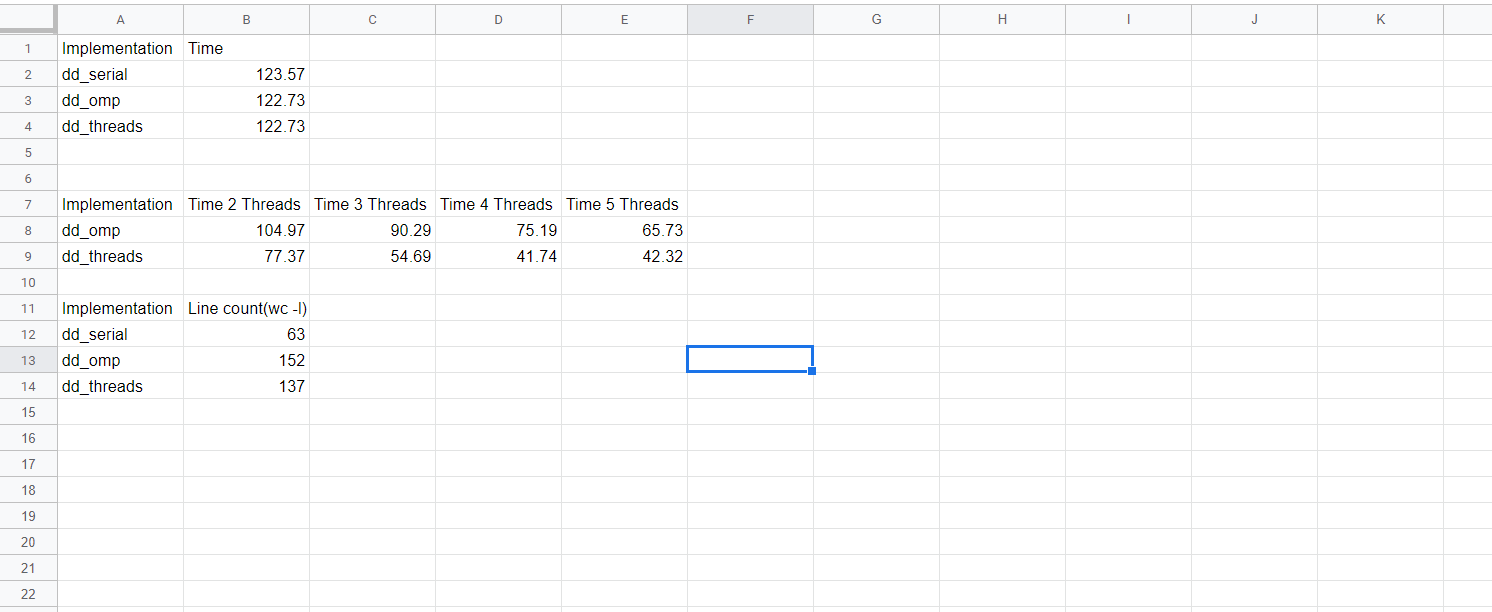 A B C D E F G H I J K
1 Implementation Time
2 dd_serial 123.57
3 dd_omp 122.73
4 dd_threads 122.73
5
6
7 Implementation Time 2 Threads Time 3 Threads Time 4 Threads Time 5 Threads
8 dd_omp 104.97 90.29 75.19 65.73
9 dd_threads 77.37 54.69 41.74 42.32
10
11 Implementation Line count(wc -l)
12 dd_serial 63
13 dd_omp 152
14 dd_threads 137
15
16
17
18
19
20
21
22